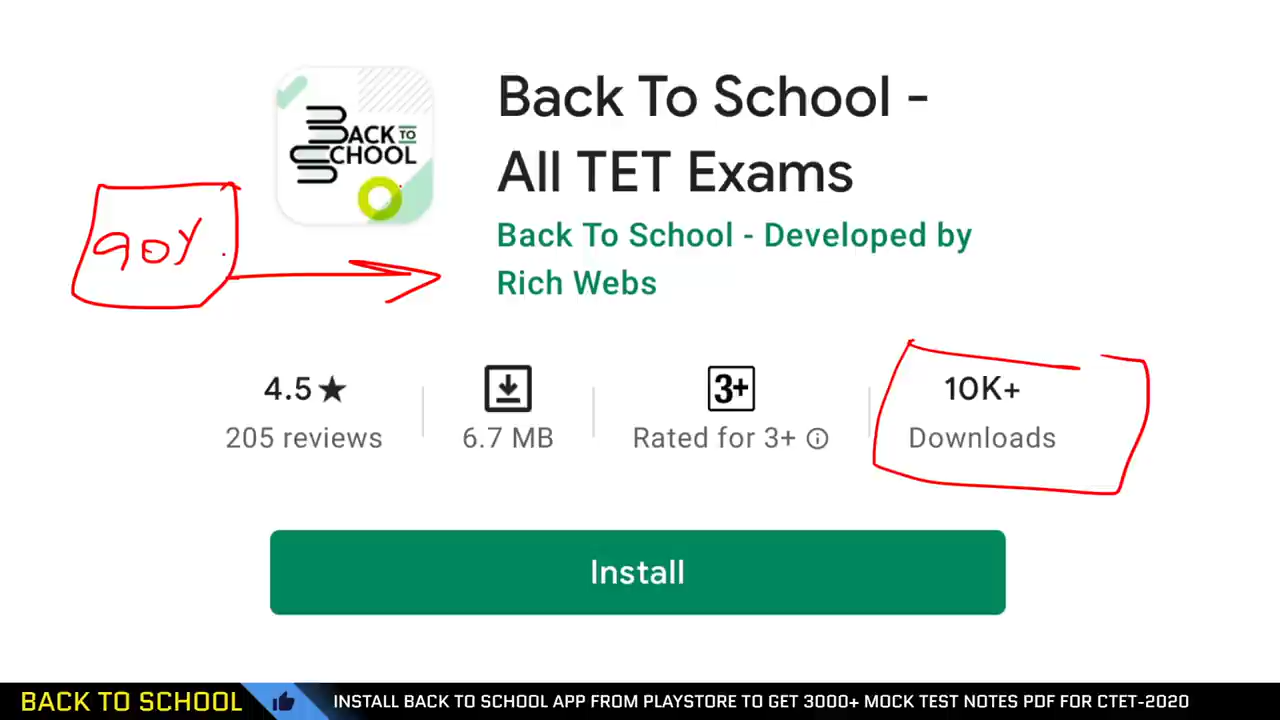 BACK TO
SCHOOL
Back To School -
All TET Exams
Back To School - Developed by
Rich Webs
4.5★
205 reviews
6.7 MB
3+
Rated for 3+
10K+
Downloads
Install
BACK TO SCHOOL
INSTALL BACK TO SCHOOL APP FROM PLAYSTORE TO GET 3000+ MOCK TEST NOTES PDF FOR CTET-2020